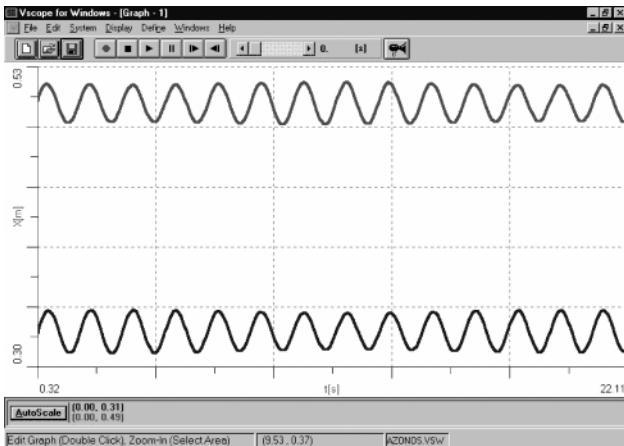 Vscope for Windows - [Graph - 1]
File Edit System Display Define Windows Help
0. [s]
0.53
X[m]
0.30
0.32 t[s] 22.11
AutoScale (0.00, 0.31)
(0.00, 0.49)
Edit Graph (Double Click), Zoom-In (Select Area) (9.53, 0.37) AZONDS.VSW